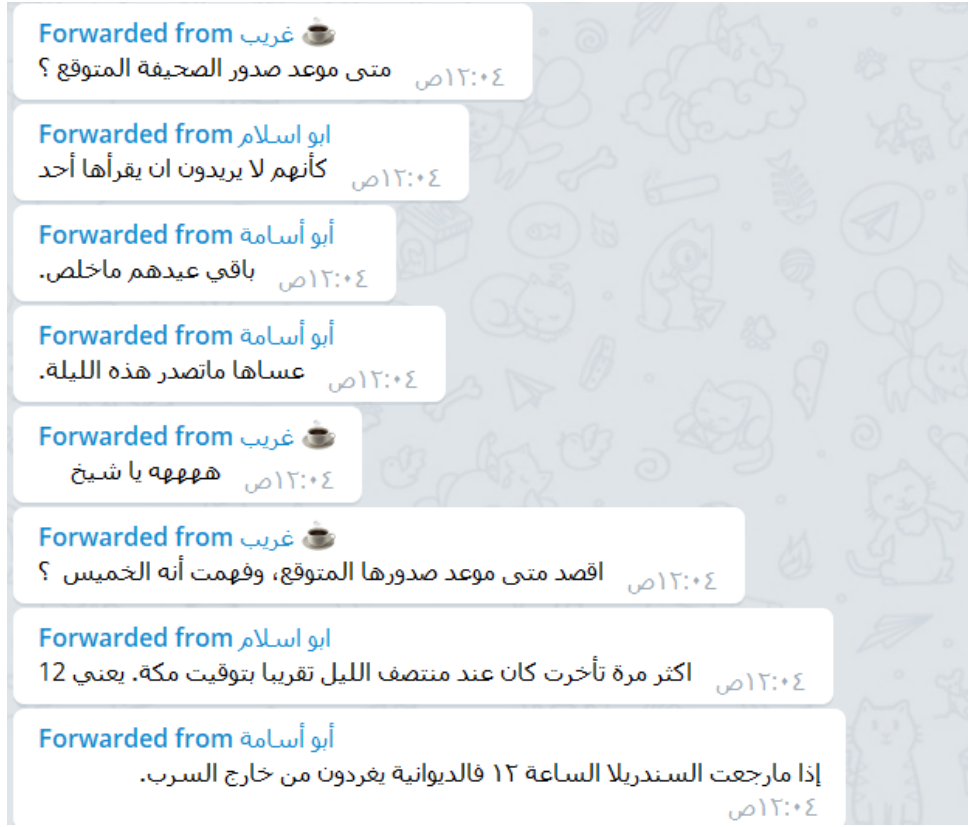 Forwarded from غريب ☕
متى موعد صدور الصحيفة المتوقع ؟
١٢:٠٤ص
Forwarded from ابو اسلام
كأنهم لا يريدون ان يقرأها أحد
١٢:٠٤ص
Forwarded from أبو أسامة
باقي عيدهم ماخلص.
١٢:٠٤ص
Forwarded from أبو أسامة
عساها ماتصدر هذه الليلة.
١٢:٠٤ص
Forwarded from غريب ☕
هههه يا شيخ
١٢:٠٤ص
Forwarded from غريب ☕
اقصد متى موعد صدورها المتوقع، وفهمت أنه الخميس ؟
١٢:٠٤ص
Forwarded from ابو اسلام
اكثر مرة تأخرت كان عند منتصف الليل تقريبا بتوقيت مكة. يعني 12
١٢:٠٤ص
Forwarded from أبو أسامة
إذا مارجعت السندريلا الساعة ١٢ فالديوانية يغردون من خارج السرب.
١٢:٠٤ص